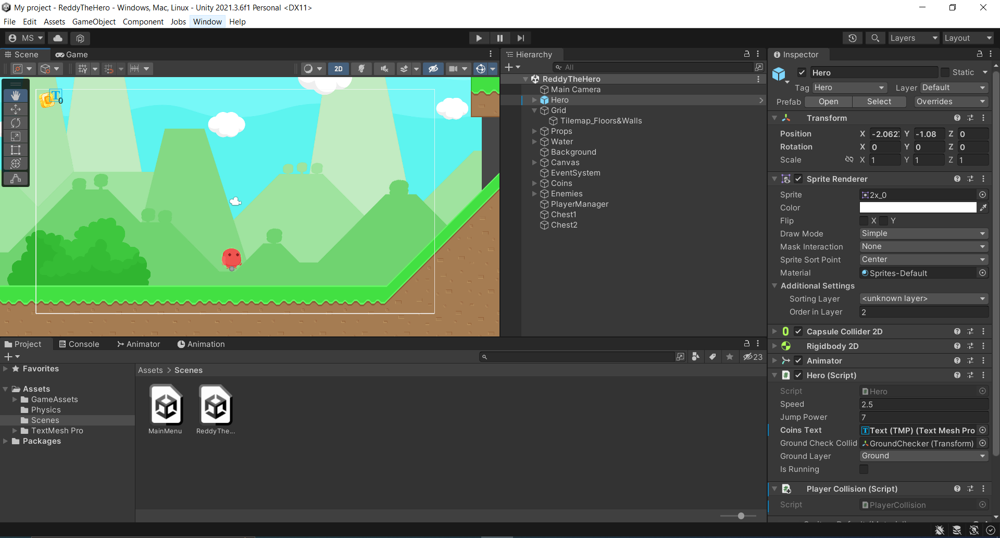 My project - ReddyTheHero - Windows, Mac, Linux - Unity 2021.3.6f1 Personal <DX11>
File Edit Assets GameObject Component Jobs Window Help
MS
Layers
Layout
Scene
Game
2D
0
Hierarchy
All
ReddyTheHero
Main Camera
Hero
Grid
Tilemap_Floors&Walls
Props
Water
Background
Canvas
EventSystem
Coins
Enemies
PlayerManager
Chest1
Chest2
Inspector
Hero
Static
Tag Hero Layer Default
Prefab Open Select Overrides
Transform
Position X -2.062 Y -1.08 Z 0
Rotation X 0 Y 0 Z 0
Scale X 1 Y 1 Z 1
Sprite Renderer
Sprite 2x_0
Color
Flip X Y
Draw Mode Simple
Mask Interaction None
Sprite Sort Point Center
Material Sprites-Default
Additional Settings
Sorting Layer <unknown layer>
Order in Layer 2
Capsule Collider 2D
Rigidbody 2D
Animator
Hero (Script)
Script Hero
Speed 2.5
Jump Power 7
Coins Text Text (TMP) (Text Mesh Pro
Ground Check Collid GroundChecker (Transform)
Ground Layer Ground
Is Running
Player Collision (Script)
Script PlayerCollision
Project
Console
Animator
Animation
23
Favorites
Assets
GameAssets
Physics
Scenes
TextMesh Pro
Packages
Assets > Scenes
MainMenu
ReddyThe...